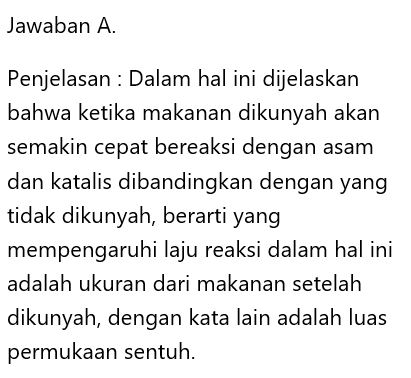 Jawaban A.
Penjelasan : Dalam hal ini dijelaskan
bahwa ketika makanan dikunyah akan
semakin cepat bereaksi dengan asam
dan katalis dibandingkan dengan yang
tidak dikunyah, berarti yang
mempengaruhi laju reaksi dalam hal ini
adalah ukuran dari makanan setelah
dikunyah, dengan kata lain adalah luas
permukaan sentuh.